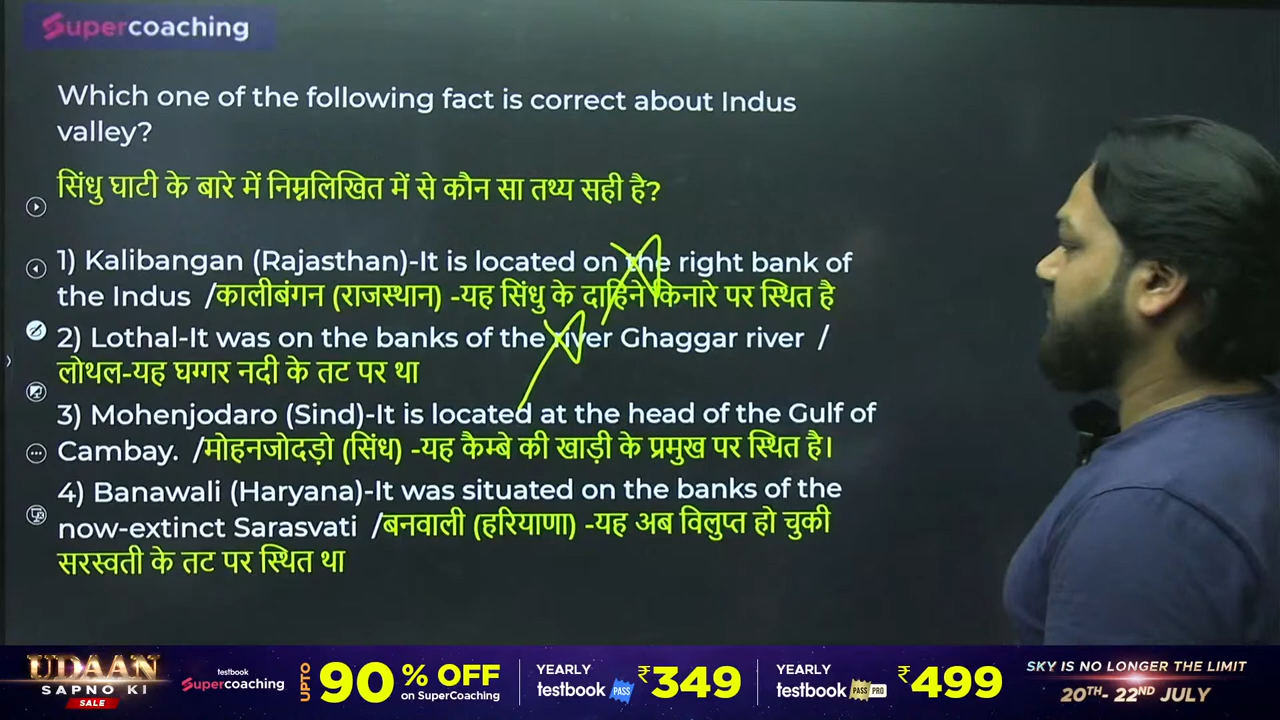 Supercoaching
Which one of the following fact is correct about Indus
valley?
सिंधु घाटी के बारे में निम्नलिखित में से कौन सा तथ्य सही है?
1) Kalibangan (Rajasthan)-It is located on the right bank of
the Indus /कालीबंगन (राजस्थान) -यह सिंधु के दाहिने किनारे पर स्थित है
2) Lothal-It was on the banks of the river Ghaggar river /
लोथल-यह घग्गर नदी के तट पर था
3) Mohenjodaro (Sind)-It is located at the head of the Gulf of
Cambay. /मोहनजोदड़ो (सिंध) -यह कैम्बे की खाड़ी के प्रमुख पर स्थित है।
4) Banawali (Haryana)-It was situated on the banks of the
now-extinct Sarasvati /बनवाली (हरियाणा) -यह अब विलुप्त हो चुकी
सरस्वती के तट पर स्थित था
UDAAN
SAPNO KI
SALE
testbook
Supercoaching
UPTO 90% OFF
on SuperCoaching
YEARLY
testbook PASS ₹349
YEARLY
testbook PASS PRO ₹499
SKY IS NO LONGER THE LIMIT
20TH- 22ND JULY